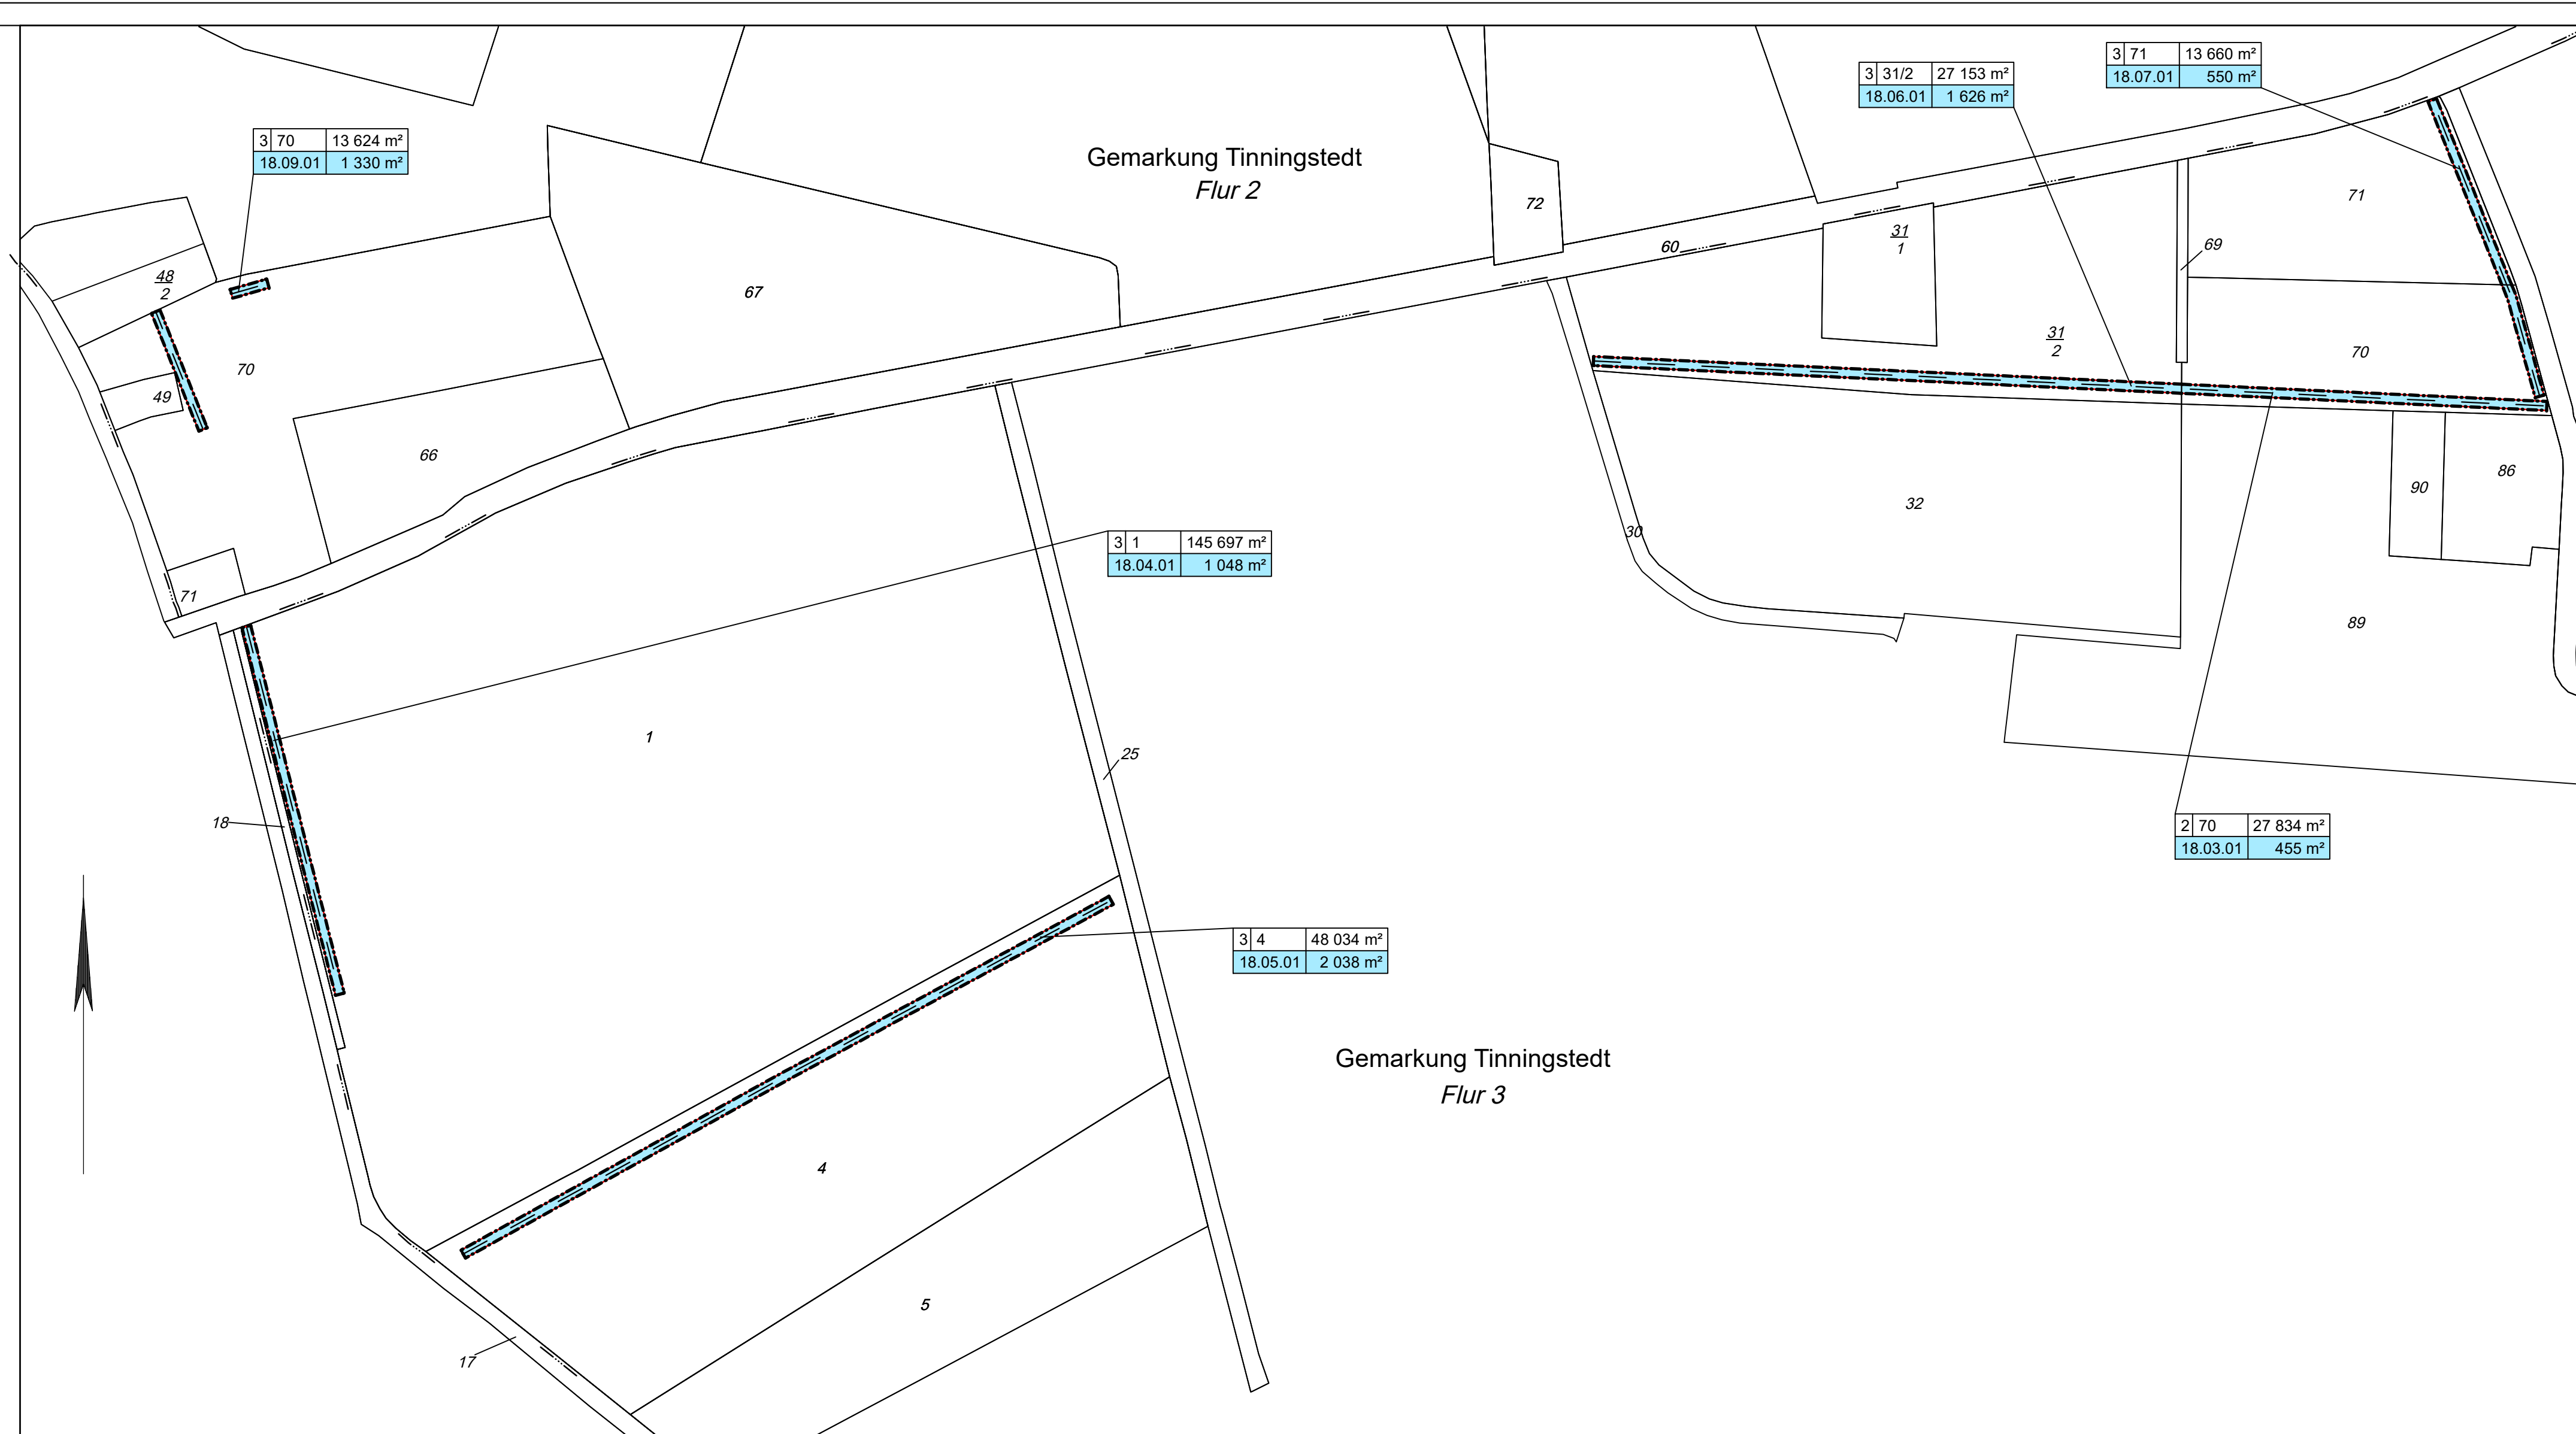 3 71 13 660 m²
18.07.01 550 m²
3 31/2 27 153 m²
18.06.01 1 626 m²
3 70 13 624 m²
18.09.01 1 330 m²
Gemarkung Tinningstedt
Flur 2
72
71
31
1
60
69
48
2
67
31
2
70
70
49
66
86
90
32
30
3 1 145 697 m²
18.04.01 1 048 m²
71
89
1
25
18
2 70 27 834 m²
18.03.01 455 m²
3 4 48 034 m²
18.05.01 2 038 m²
Gemarkung Tinningstedt
Flur 3
4
5
17